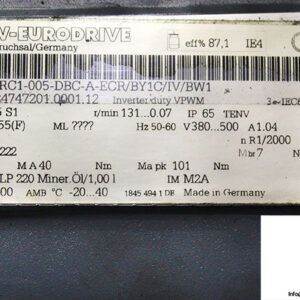 V-EURODRIVE
ruchsal/Germany
eff% 87,1 IE4
RC1-005-DBC-A-ECR/BY1C/IV/BW1
4747201.0001.12 Inverter duty VPWM 3~IEC6
S1 r/min 131...0.07 IP 65 TENV
55(F) ML ???? Hz 50-60 V380...500 A1.04
n R1/2000
222 Mbr 7 N
M A 40 Nm Ma pk 101 Nm
LP 220 Miner.Öl/1,00 l IM M2A
00 AMB °C -20...40 1845 494 1 DE Made in Germany